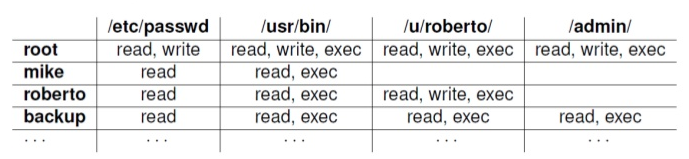 /etc/passwd /usr/bin/ /u/roberto/ /admin/
root read, write read, write, exec read, write, exec read, write, exec
mike read read, exec
roberto read read, exec read, write, exec
backup read read, exec read, exec read, exec
. . . . . . . . . . . . . . .